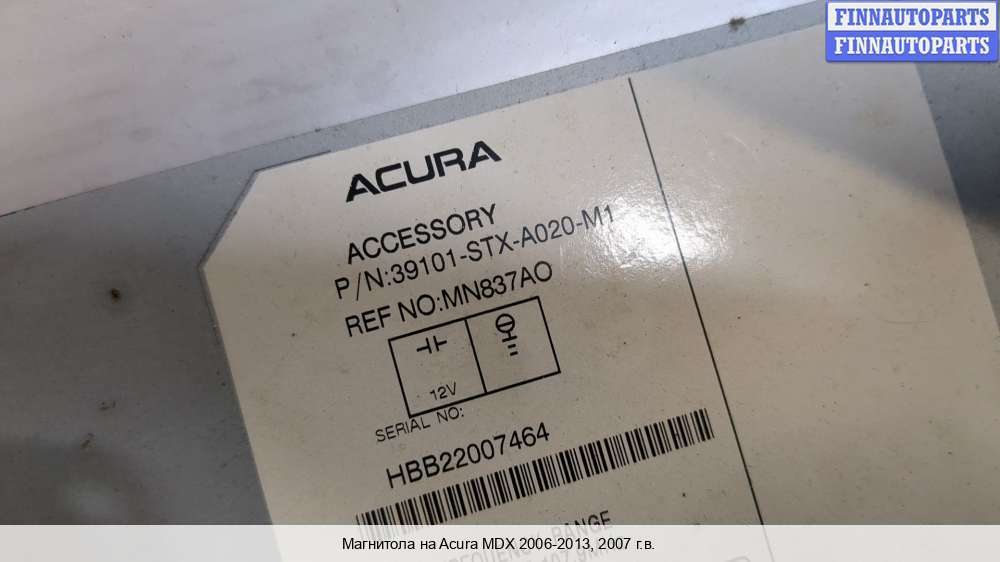 FINNAUTOPARTS
FINNAUTOPARTS
ACURA
ACCESSORY
P/N:39101-STX-A020-M1
REF NO:MN837AO
12V
SERIAL NO:
HBB22007464
RANGE
Магнитола на Acura MDX 2006-2013, 2007 г.в.